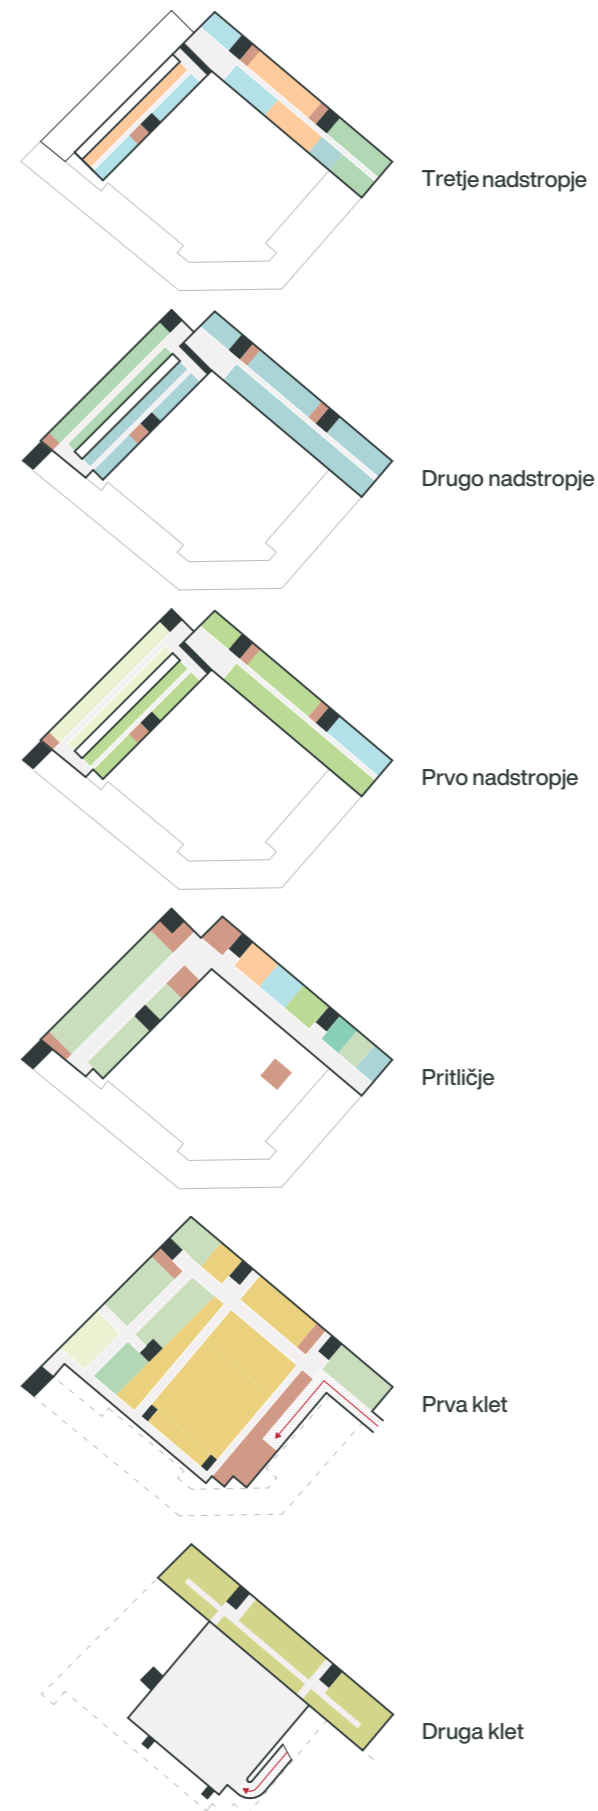 Tretje nadstropje
Drugo nadstropje
Prvo nadstropje
Pritličje
Prva klet
Druga klet